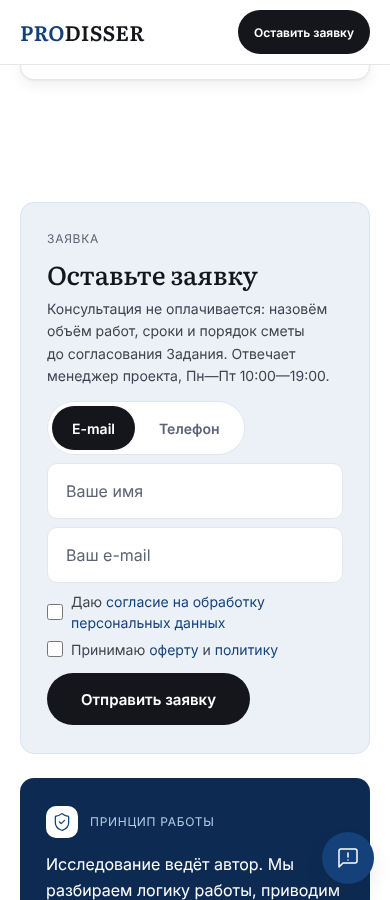 PRODISSER
Оставить заявку
ЗАЯВКА
Оставьте заявку
Консультация не оплачивается: назовём
объём работ, сроки и порядок сметы
до согласования Задания. Отвечает
менеджер проекта, Пн—Пт 10:00—19:00.
E-mail
Телефон
Ваше имя
Ваш e-mail
Даю согласие на обработку
персональных данных
Принимаю оферту и политику
Отправить заявку
ПРИНЦИП РАБОТЫ
Исследование ведёт автор. Мы
разбираем логику работы, приводим